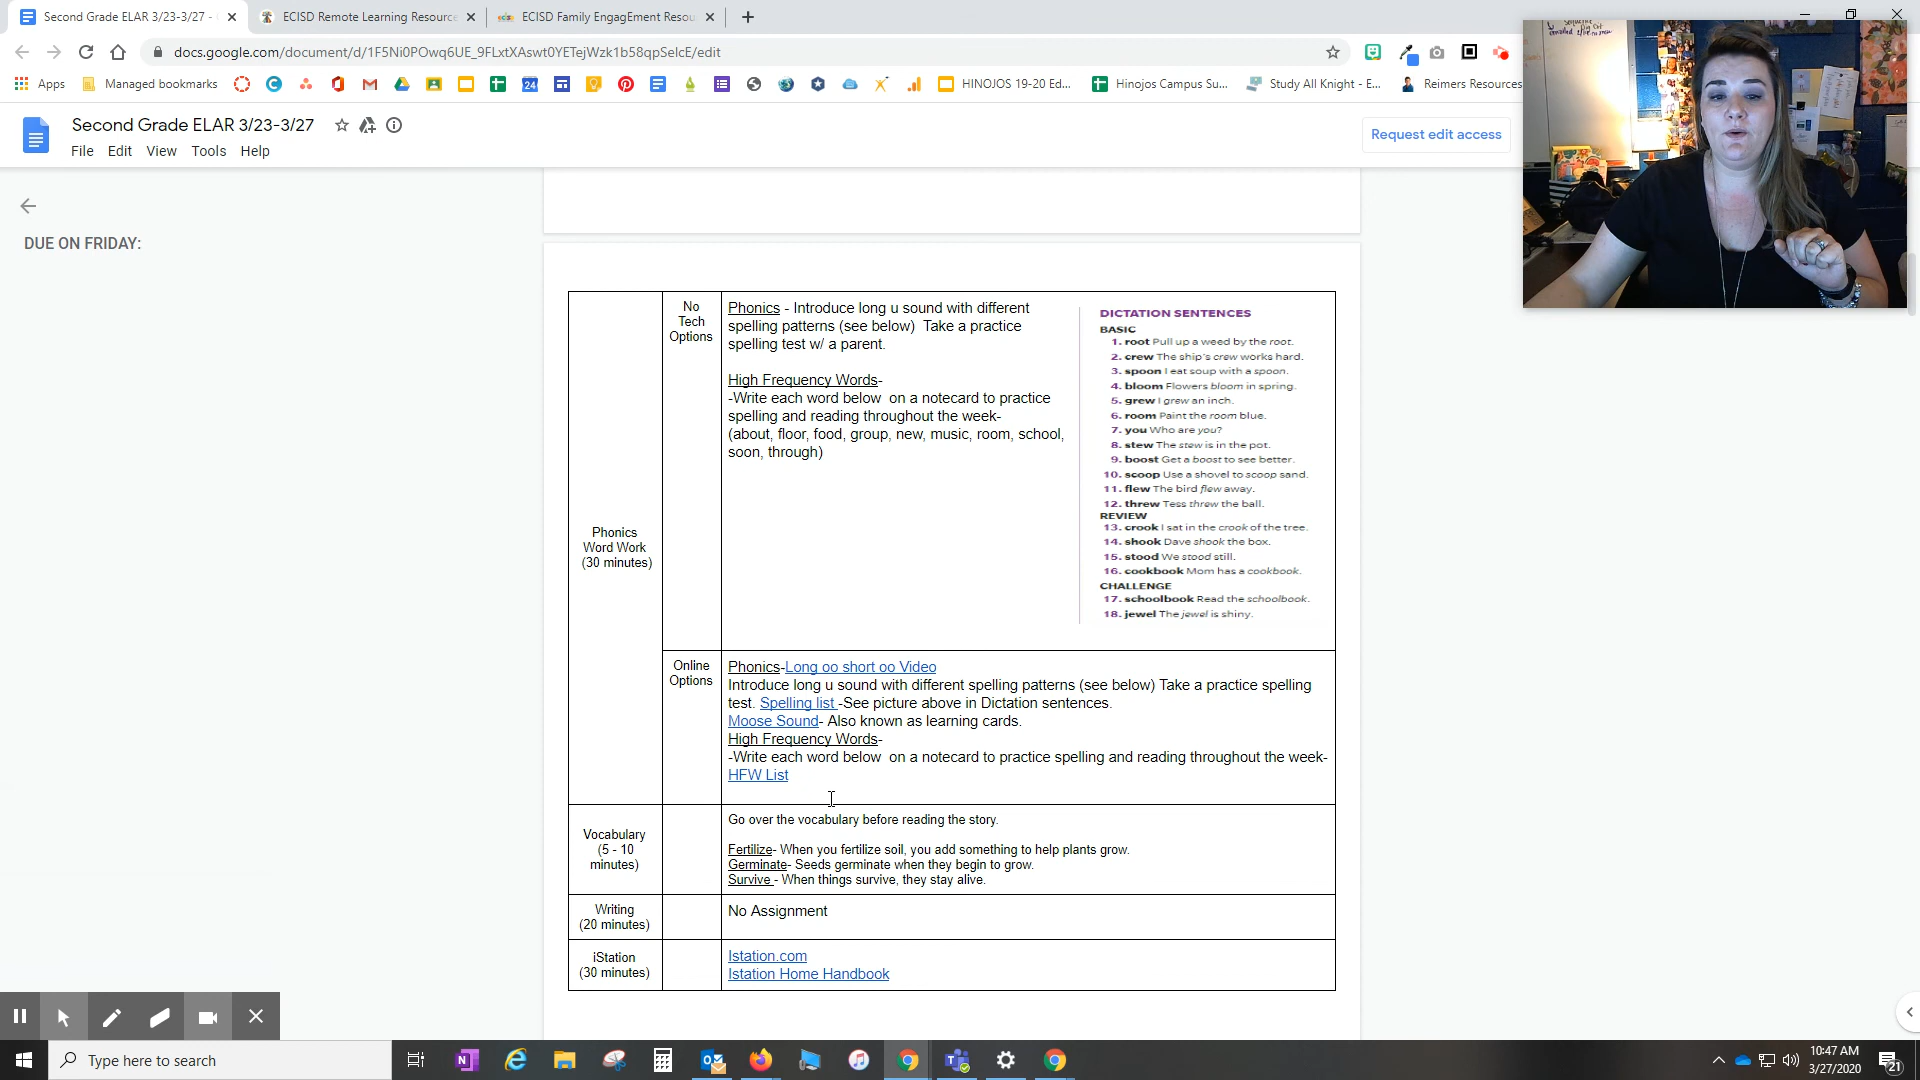 Second Grade ELAR 3/23-3/27 -
ECISD Remote Learning Resource
ECISD Family EngagEment Resou
docs.google.com/document/d/1F5Ni0POwq6UE_9FLxtXAswt0YETejWzk1b58qpSelcE/edit
Apps
Managed bookmarks
24
HINOJOS 19-20 Ed...
Hinojos Campus Su...
Study All Knight - E...
Reimers Resources
Second Grade ELAR 3/23-3/27
File Edit View Tools Help
Request edit access
DUE ON FRIDAY:
Phonics
Word Work
(30 minutes)
No
Tech
Options
Phonics - Introduce long u sound with different
spelling patterns (see below) Take a practice
spelling test w/ a parent.
High Frequency Words-
-Write each word below on a notecard to practice
spelling and reading throughout the week-
(about, floor, food, group, new, music, room, school,
soon, through)
DICTATION SENTENCES
BASIC
1. root Pull up a weed by the root.
2. crew The ship's crew works hard.
3. spoon I eat soup with a spoon.
4. bloom Flowers bloom in spring.
5. grew I grew an inch.
6. room Paint the room blue.
7. you Who are you?
8. stew The stew is in the pot.
9. boost Get a boost to see better.
10. scoop Use a shovel to scoop sand.
11. flew The bird flew away.
12. threw Tess threw the ball.
REVIEW
13. crook I sat in the crook of the tree.
14. shook Dave shook the box.
15. stood We stood still.
16. cookbook Mom has a cookbook.
CHALLENGE
17. schoolbook Read the schoolbook.
18. jewel The jewel is shiny.
Online
Options
Phonics-Long oo short oo Video
Introduce long u sound with different spelling patterns (see below) Take a practice spelling
test. Spelling list -See picture above in Dictation sentences.
Moose Sound- Also known as learning cards.
High Frequency Words-
-Write each word below on a notecard to practice spelling and reading throughout the week-
HFW List
Vocabulary
(5 - 10
minutes)
Go over the vocabulary before reading the story.
Fertilize- When you fertilize soil, you add something to help plants grow.
Germinate- Seeds germinate when they begin to grow.
Survive - When things survive, they stay alive.
Writing
(20 minutes)
No Assignment
iStation
(30 minutes)
Istation.com
Istation Home Handbook
Type here to search
10:47 AM
3/27/2020
21